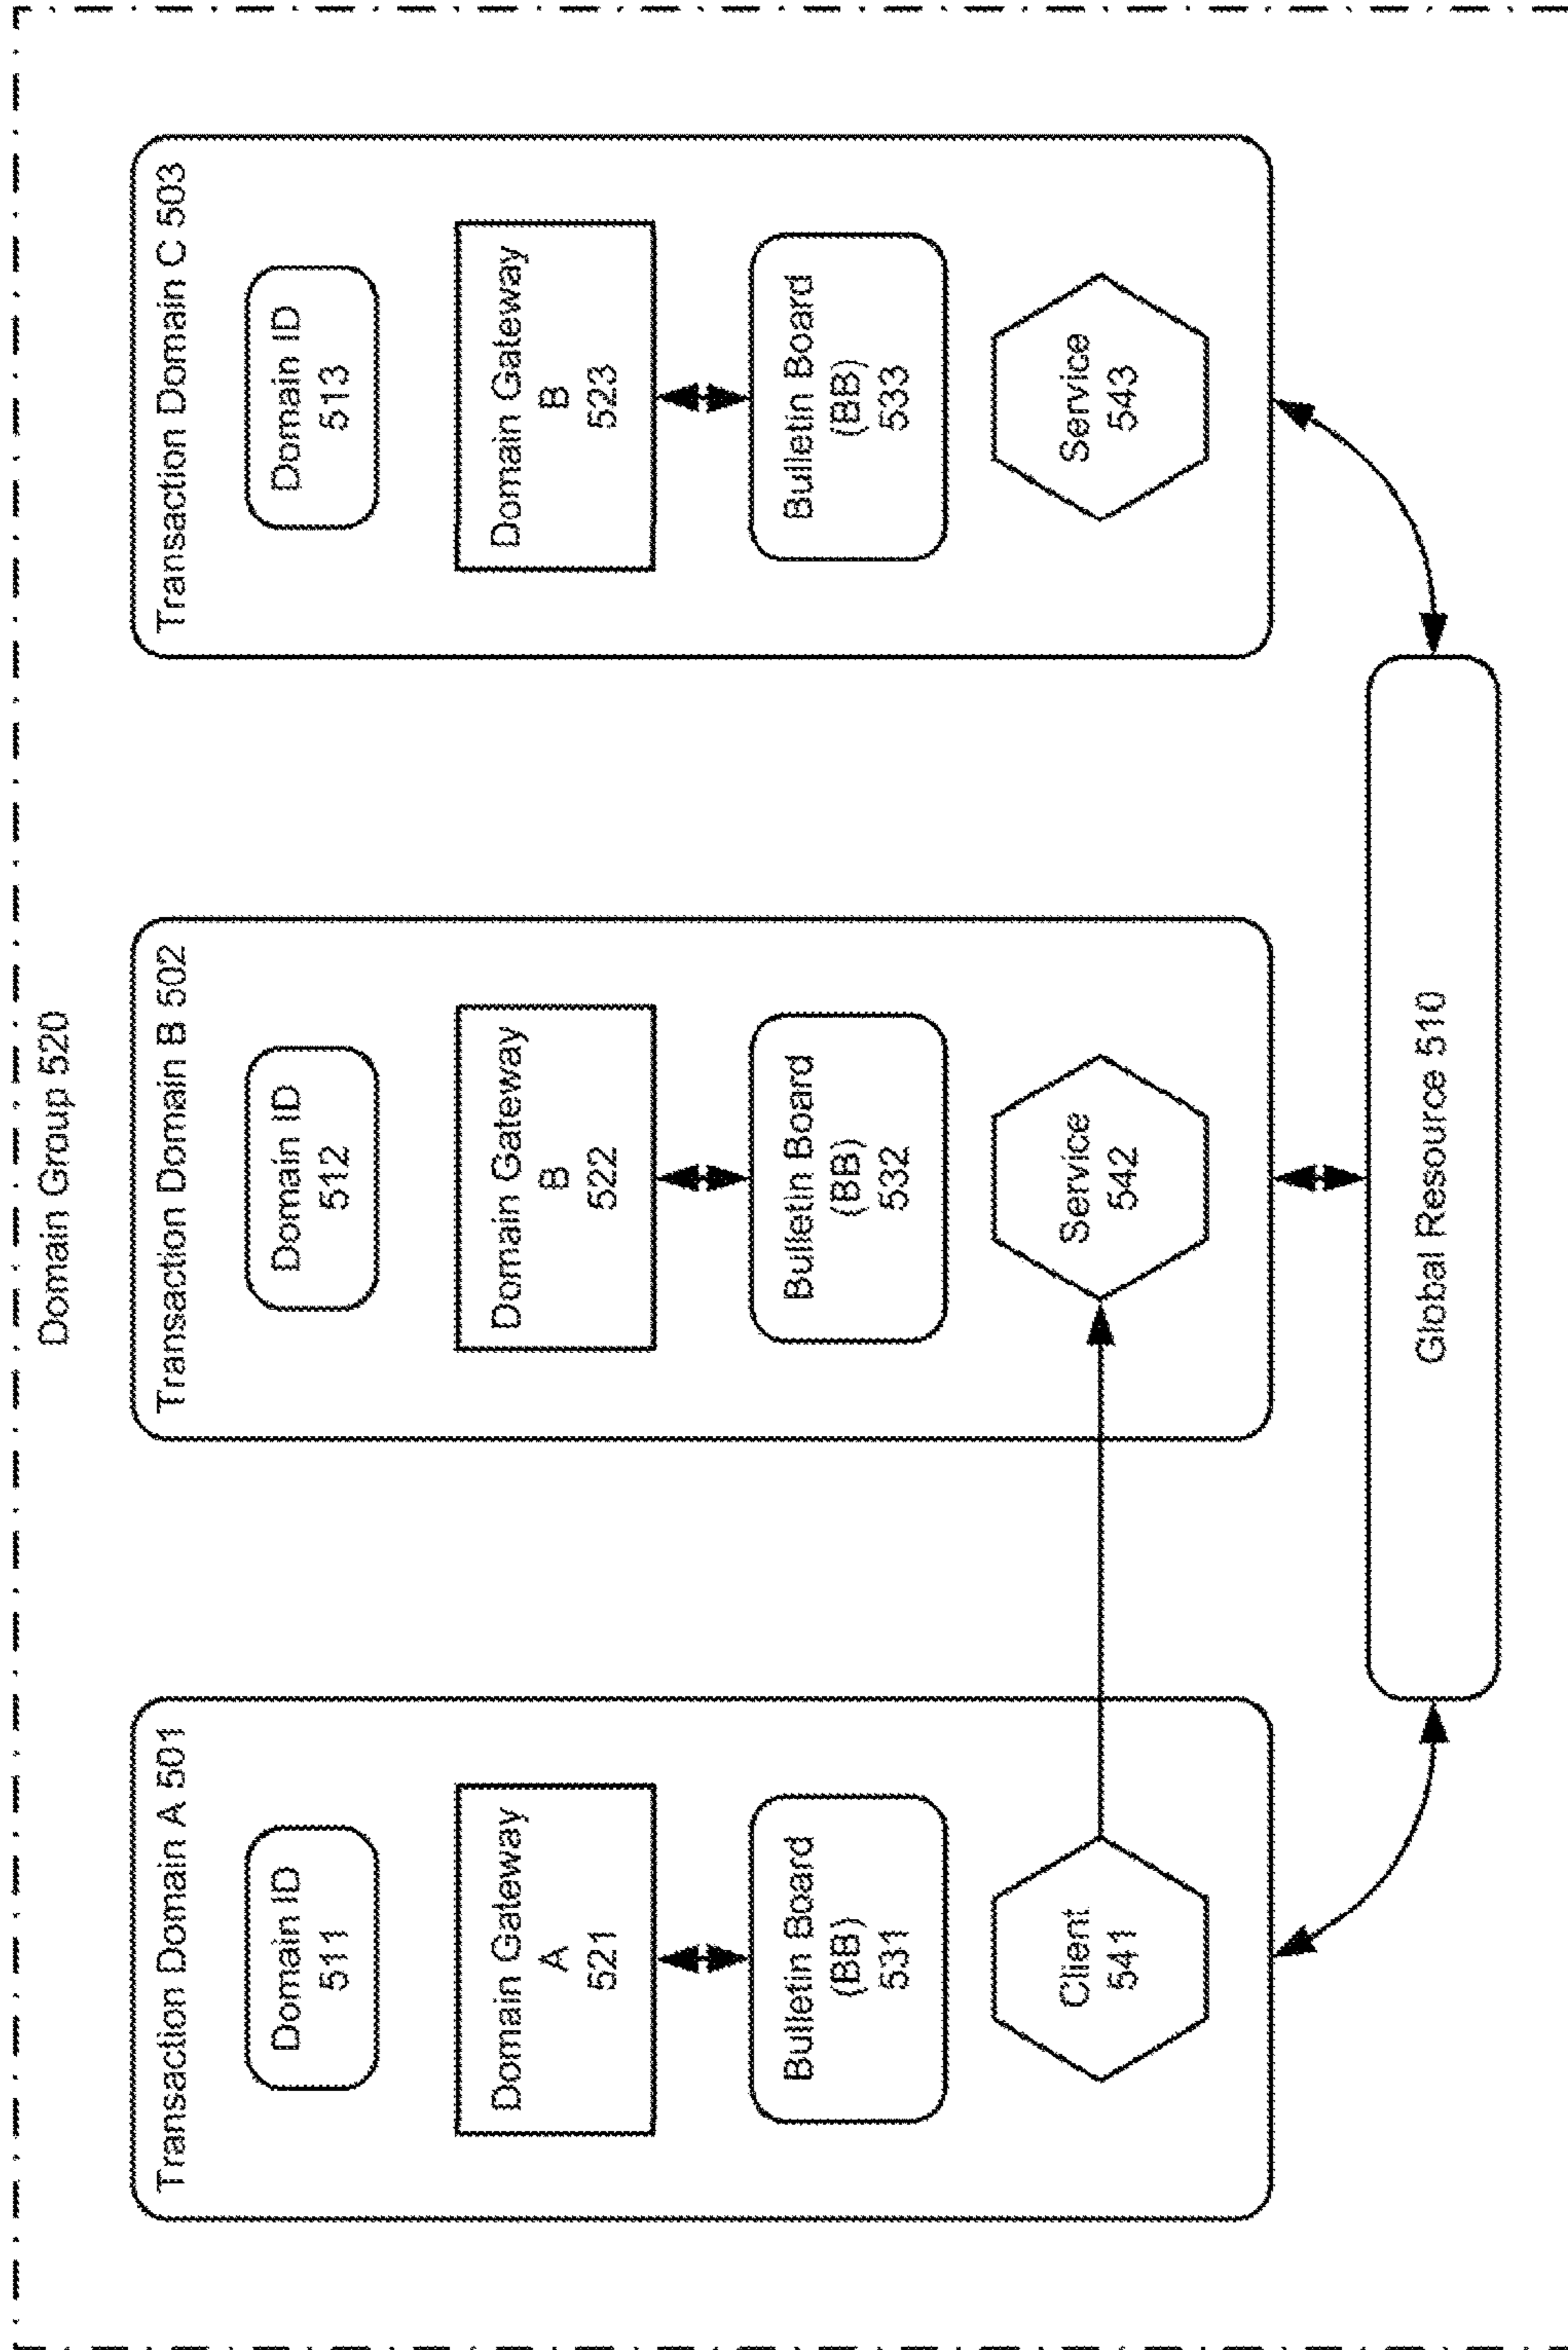 Domain Group 520
Transaction Domain A 501
Domain ID
511
Domain Gateway
A
521
Bulletin Board
(BB)
531
Client
541
Transaction Domain B 502
Domain ID
512
Domain Gateway
B
522
Bulletin Board
(BB)
532
Service
542
Transaction Domain C 503
Domain ID
513
Domain Gateway
B
523
Bulletin Board
(BB)
533
Service
543
Global Resource 510